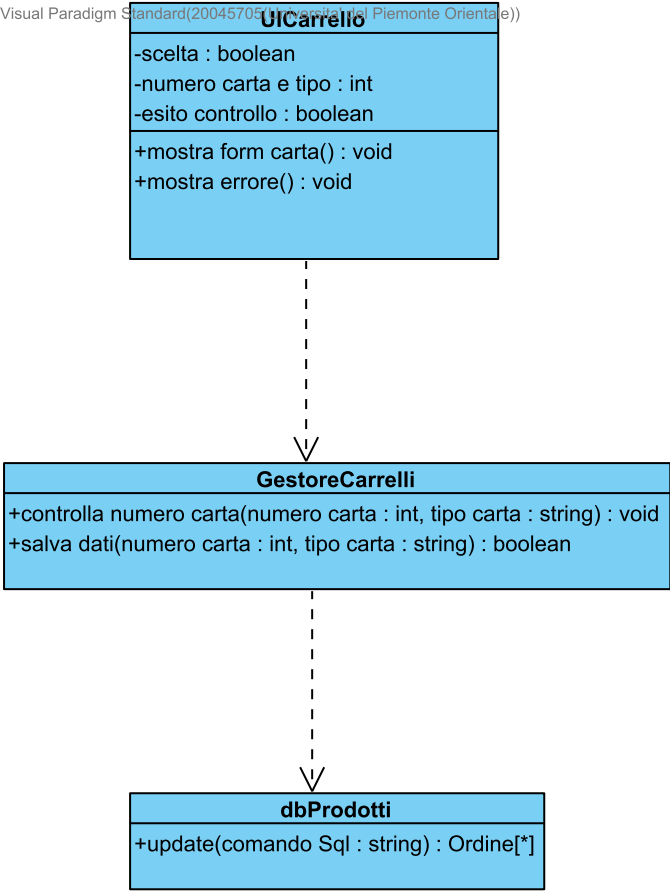 Visual Paradigm Standard(20045705(Universita' del Piemonte Orientale))
UICarrello
-scelta : boolean
-numero carta e tipo : int
-esito controllo : boolean
+mostra form carta() : void
+mostra errore() : void
GestoreCarrelli
+controlla numero carta(numero carta : int, tipo carta : string) : void
+salva dati(numero carta : int, tipo carta : string) : boolean
dbProdotti
+update(comando Sql : string) : Ordine[*]